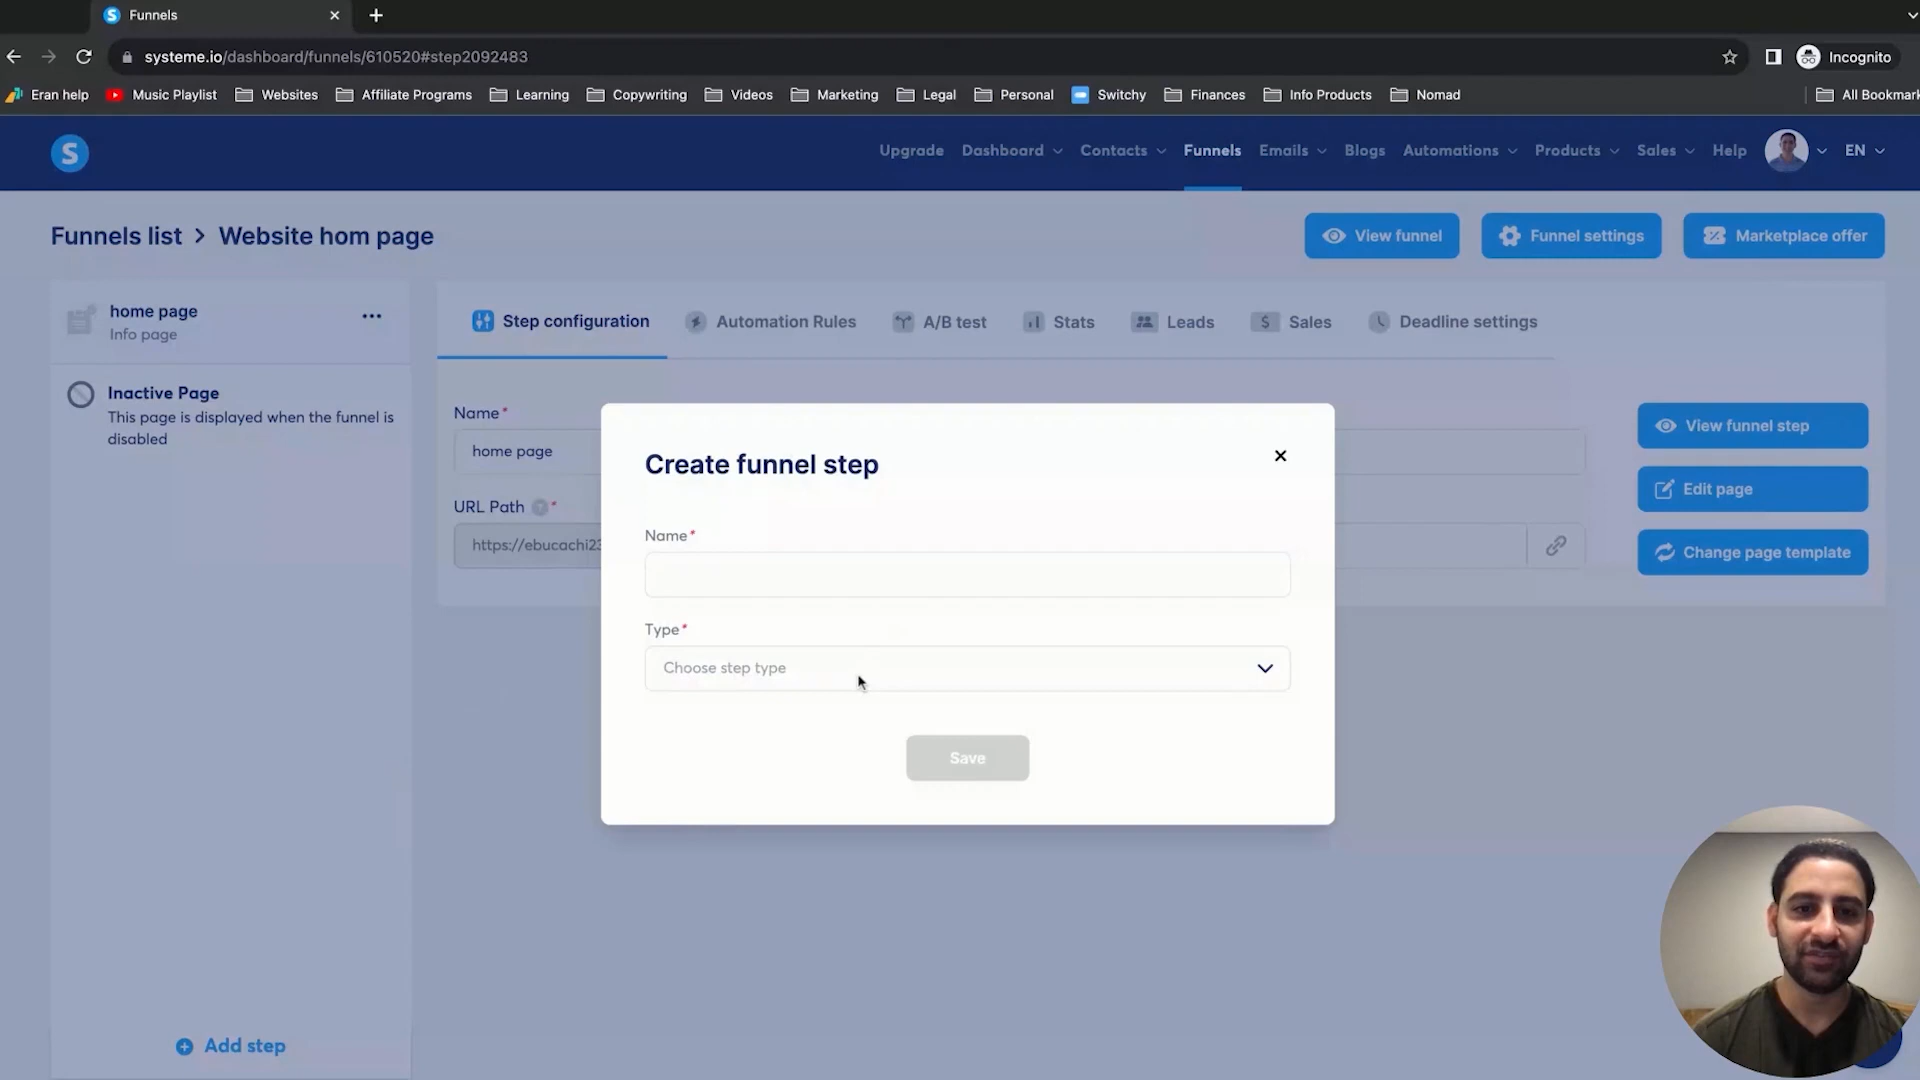 Funnels
systeme.io/dashboard/funnels/610520#step2092483
Incognito
Eran help
Music Playlist
Websites
Affiliate Programs
Learning
Copywriting
Videos
Marketing
Legal
Personal
Switchy
Finances
Info Products
Nomad
All Bookmark
S
Upgrade
Dashboard
Contacts
Funnels
Emails
Blogs
Automations
Products
Sales
Help
EN
Funnels list > Website hom page
View funnel
Funnel settings
Marketplace offer
home page
Info page
Inactive Page
This page is displayed when the funnel is
disabled
Add step
Step configuration
Automation Rules
A/B test
Stats
Leads
Sales
Deadline settings
Name*
home page
URL Path *
https://ebucachi23
View funnel step
Edit page
Change page template
Create funnel step
Name*
Type*
Choose step type
Save